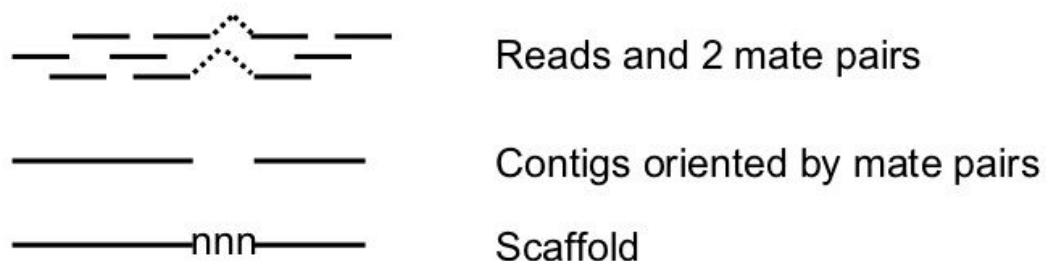 Reads and 2 mate pairs
Contigs oriented by mate pairs
nnn
Scaffold